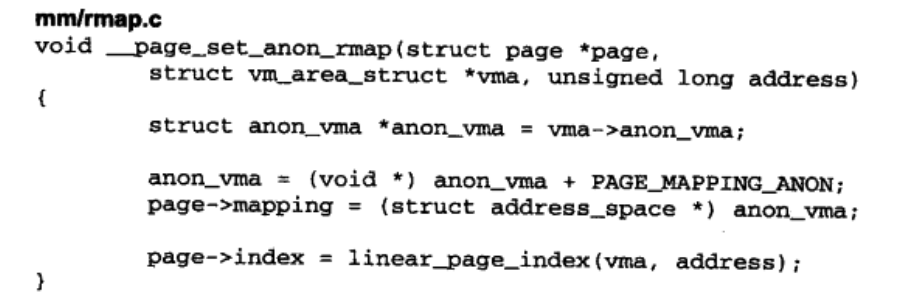 mm/rmap.c
void __page_set_anon_rmap(struct page *page,
struct vm_area_struct *vma, unsigned long address)
{
struct anon_vma *anon_vma = vma->anon_vma;
anon_vma = (void *) anon_vma + PAGE_MAPPING_ANON;
page->mapping = (struct address_space *) anon_vma;
page->index = linear_page_index(vma, address);
}